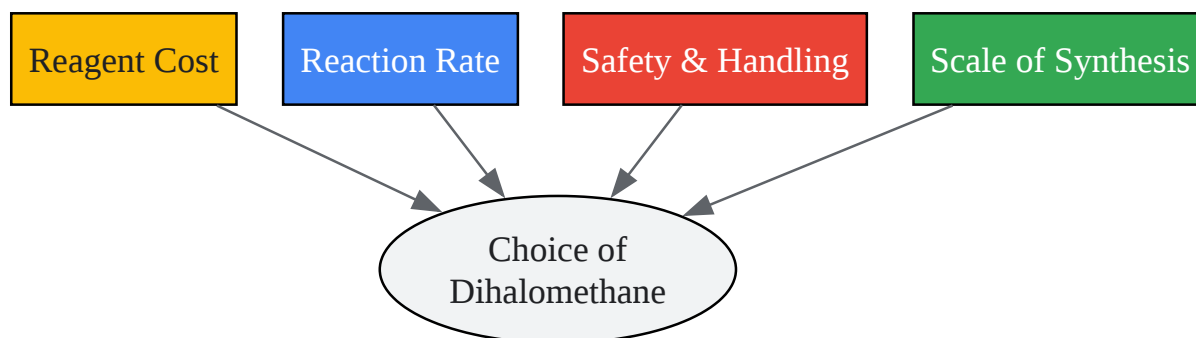 Reagent Cost
Reaction Rate
Safety & Handling
Scale of Synthesis
Choice of
Dihalomethane